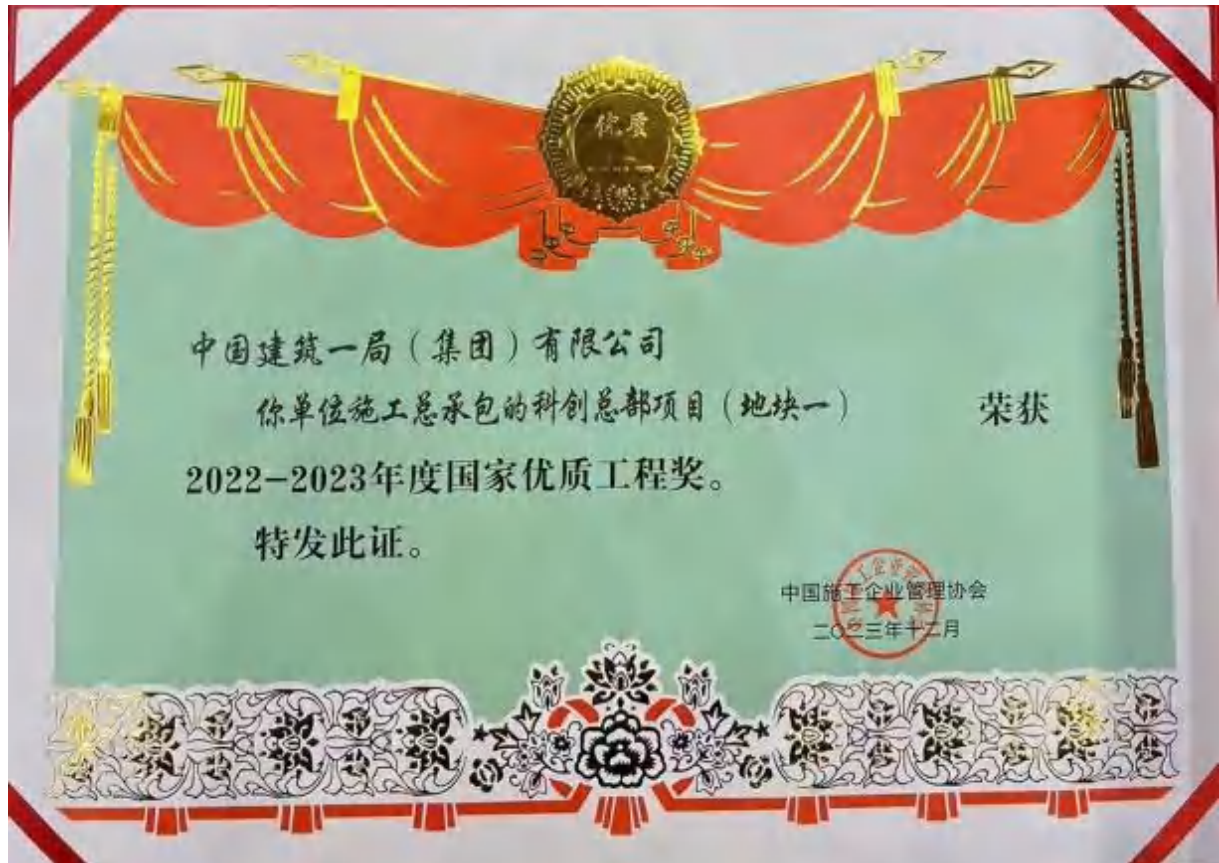 优质
中国建筑一局（集团）有限公司
你单位施工总承包的科创总部项目（地块一） 荣获
2022-2023年度国家优质工程奖。
特发此证。
中国施工企业管理协会
二〇二三年十二月